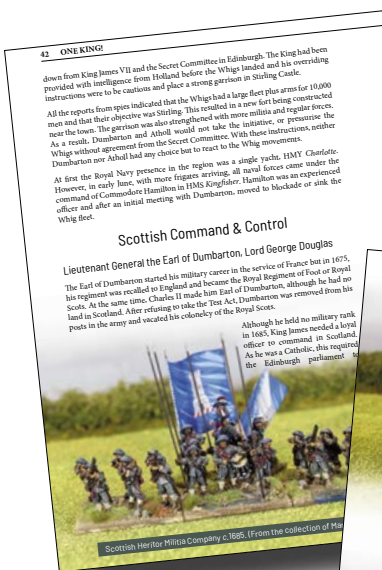 42 ONE KING!
down from King James VII and the Secret Committee in Edinburgh. The King had been
provided with intelligence from Holland before the Whigs landed and his overriding
instructions were to be cautious and place a strong garrison in Stirling Castle.
All the reports from spies indicated that the Whigs had a large fleet plus arms for 10,000
men and that their objective was Stirling. This resulted in a new fort being constructed
near the town. The garrison was also strengthened with more militia and regular forces.
As a result, Dumbarton and Atholl would not take the initiative, or pressurise the
Whigs without agreement from the Secret Committee. With these instructions, neither
Dumbarton nor Atholl had any choice but to react to the Whig movements.
At first the Royal Navy presence in the region was a single yacht, HMY Charlotte.
However, in early June, with more frigates arriving, all naval forces came under the
command of Commodore Hamilton in HMS Kingfisher. Hamilton was an experienced
officer and after an initial meeting with Dumbarton, moved to blockade or sink the
Whig fleet.
Scottish Command & Control
Lieutenant General the Earl of Dumbarton, Lord George Douglas
The Earl of Dumbarton started his military career in the service of France but in 1675,
his regiment was recalled to England and became the Royal Regiment of Foot or Royal
Scots. At the same time, Charles II made him Earl of Dumbarton, although he had no
land in Scotland. After refusing to take the Test Act, Dumbarton was removed from his
posts in the army and vacated his colonelcy of the Royal Scots.
Although he held no military rank
in 1685, King James needed a loyal
officer to command in Scotland.
As he was a Catholic, this required
the Edinburgh parliament to
Scottish Heritor Militia Company c.1685. (From the collection of